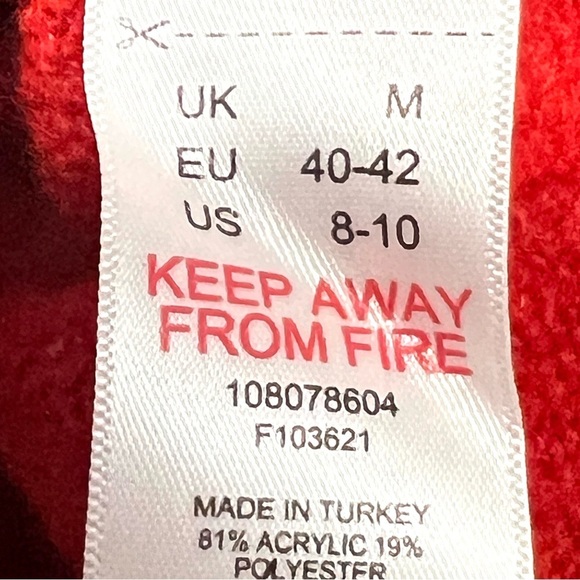 UK M
EU 40-42
US 8-10
KEEP AWAY
FROM FIRE
108078604
F103621
MADE IN TURKEY
81% ACRYLIC 19%
POLYESTER